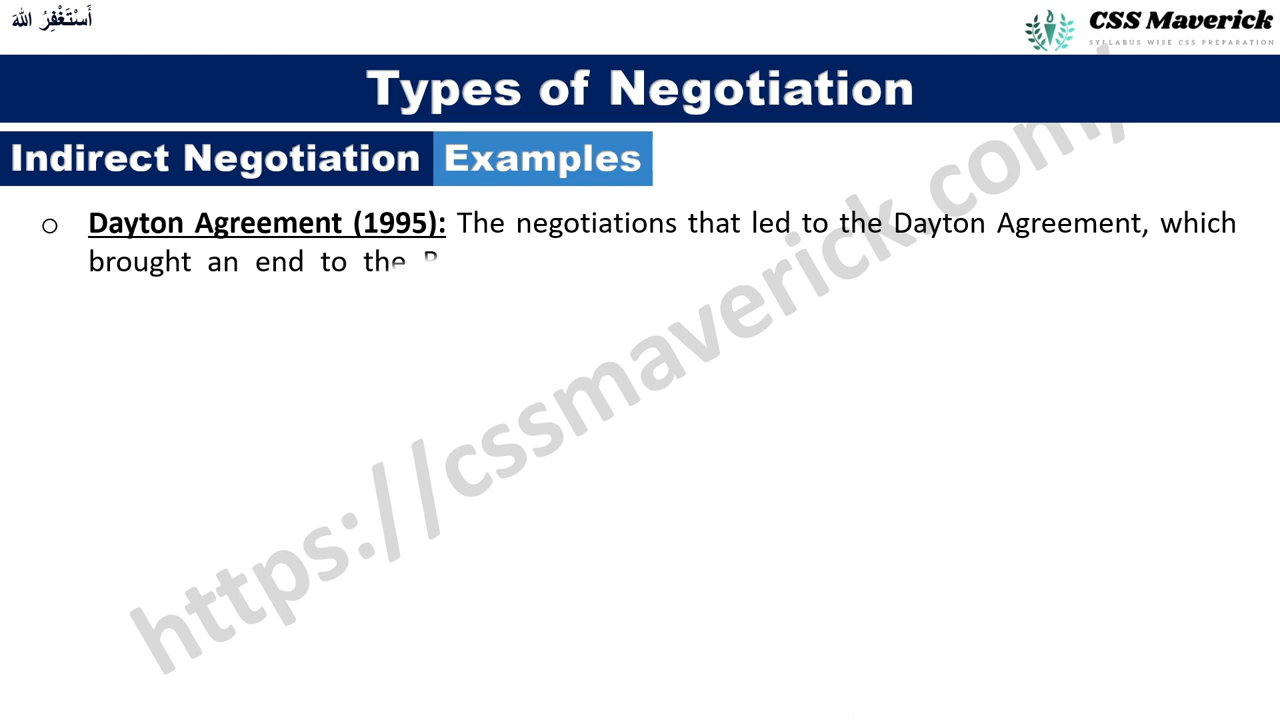 أَسْتَغْفِرُ اللهَ
CSS Maverick
SYLLABUS WISE CSS PREPARATION
Types of Negotiation
Indirect Negotiation Examples
o Dayton Agreement (1995): The negotiations that led to the Dayton Agreement, which
brought an end to the
https://cssmaverick.com/